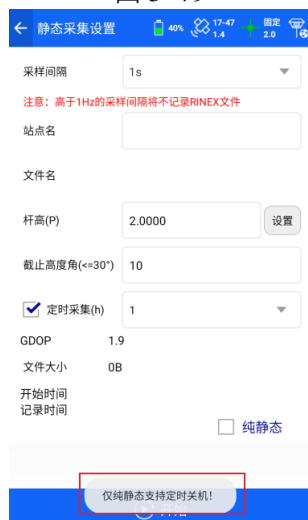 静态采集设置 40% 17-47 1.4 固定 2.0
采样间隔 1s
注意：高于1Hz的采样间隔将不记录RINEX文件
站点名
文件名
杆高(P) 2.0000 设置
截止高度角(<=30°) 10
定时采集(h) 1
GDOP 1.9
文件大小 0B
开始时间
记录时间
纯静态
仅纯静态支持定时关机！
开始